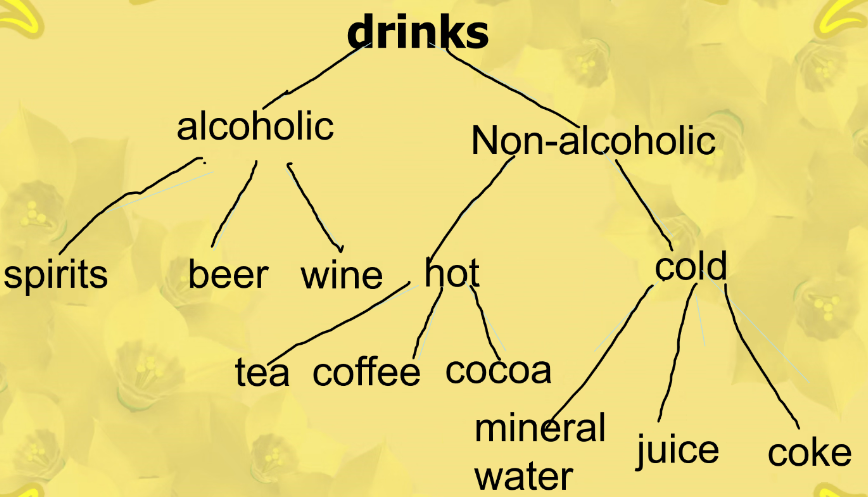 drinks
alcoholic
Non-alcoholic
spirits
beer
wine
hot
cold
tea
coffee
cocoa
mineral
water
juice
coke